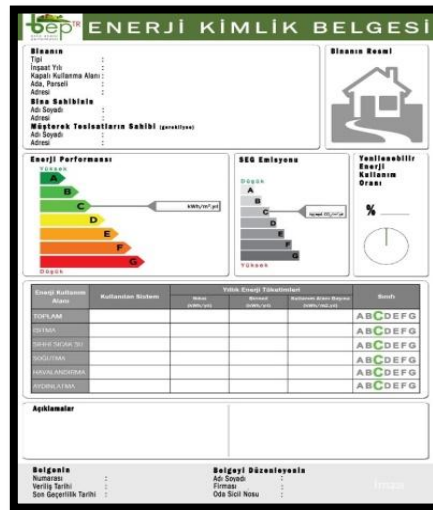 bep TR
ENERJİ KİMLİK BELGESİ
Binanın
Tipi :
İnşaat Yılı :
Kapalı Kullanma Alanı :
Ada, Parseli :
Adresi :
Bina Sahibinin
Adı Soyadı :
Adresi :
Müşterek Tesisatların Sahibi (gerekliyse)
Adı Soyadı :
Adresi :
Binanın Resmi
Enerji Performansı
Yüksek
A
B
C
D
E
F
G
Düşük
kWh/m².yıl
SEG Emisyonu
Düşük
A
B
C
D
E
F
G
Yüksek
Yenilenebilir
Enerji
Kullanım
Oranı
% ____
Enerji Kullanım Alanı
Kullanılan Sistem
Yıllık Enerji Tüketimleri
Sınıfı
TOPLAM
ABCDEFG
ISITMA
ABCDEFG
SIHHİ SICAK SU
ABCDEFG
SOĞUTMA
ABCDEFG
HAVALANDIRMA
ABCDEFG
AYDINLATMA
ABCDEFG
Açıklamalar
Belgenin
Numarası :
Veriliş Tarihi :
Son Geçerlilik Tarihi :
Belgeyi Düzenleyenin
Adı Soyadı :
Firması :
Oda Sicil Nosu :